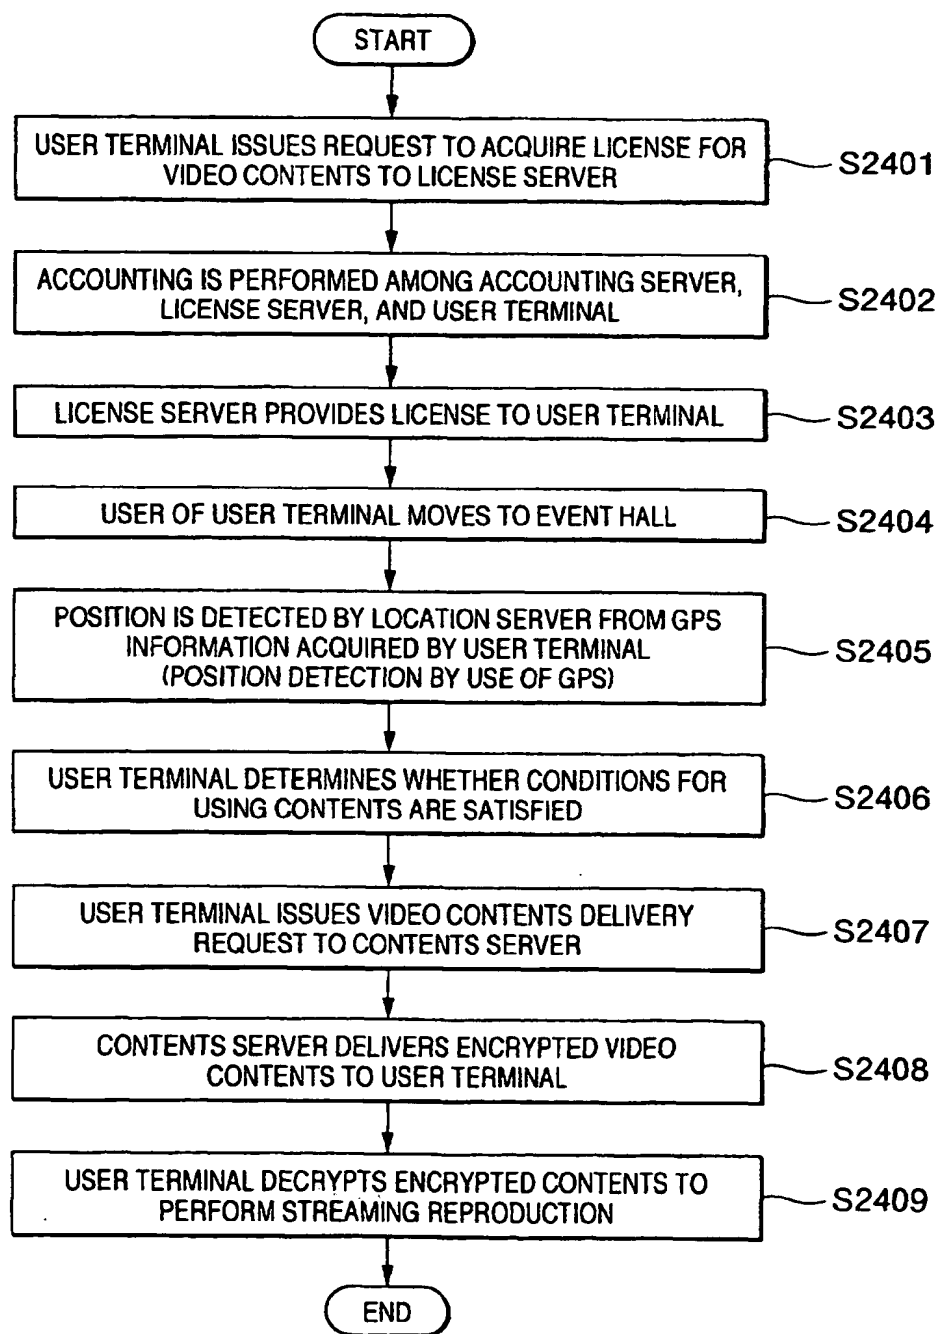 START
USER TERMINAL ISSUES REQUEST TO ACQUIRE LICENSE FOR
VIDEO CONTENTS TO LICENSE SERVER
S2401
ACCOUNTING IS PERFORMED AMONG ACCOUNTING SERVER,
LICENSE SERVER, AND USER TERMINAL
S2402
LICENSE SERVER PROVIDES LICENSE TO USER TERMINAL
S2403
USER OF USER TERMINAL MOVES TO EVENT HALL
S2404
POSITION IS DETECTED BY LOCATION SERVER FROM GPS
INFORMATION ACQUIRED BY USER TERMINAL
(POSITION DETECTION BY USE OF GPS)
S2405
USER TERMINAL DETERMINES WHETHER CONDITIONS FOR
USING CONTENTS ARE SATISFIED
S2406
USER TERMINAL ISSUES VIDEO CONTENTS DELIVERY
REQUEST TO CONTENTS SERVER
S2407
CONTENTS SERVER DELIVERS ENCRYPTED VIDEO
CONTENTS TO USER TERMINAL
S2408
USER TERMINAL DECRYPTS ENCRYPTED CONTENTS TO
PERFORM STREAMING REPRODUCTION
S2409
END